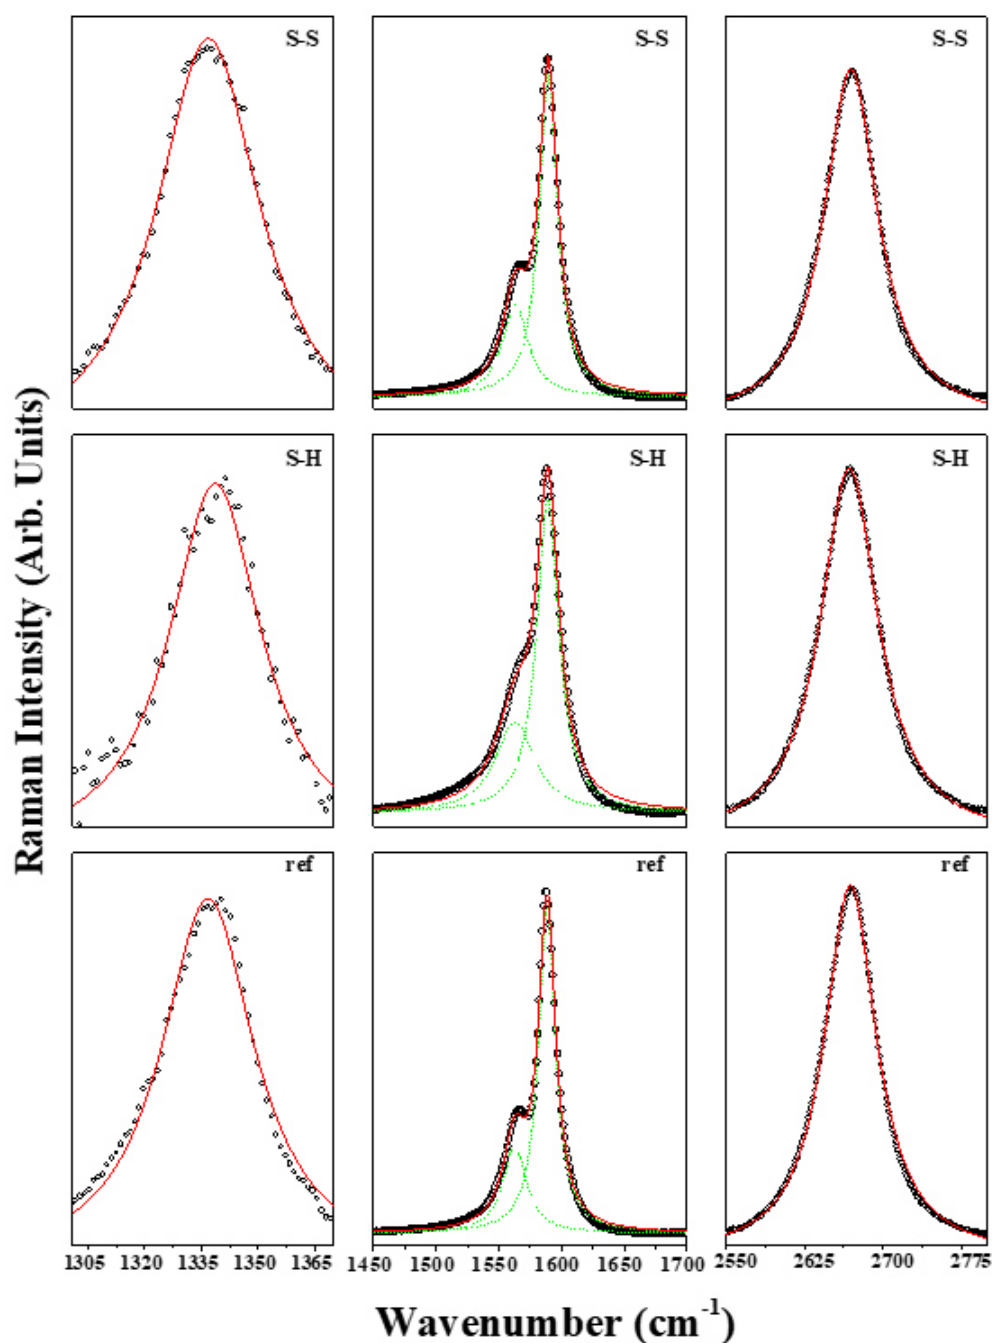 S-S
S-S
S-S
S-H
S-H
S-H
ref
ref
ref
Raman Intensity (Arb. Units)
1305 1320 1335 1350 1365
1450 1500 1550 1600 1650 1700
2550 2625 2700 2775
Wavenumber (cm⁻¹)